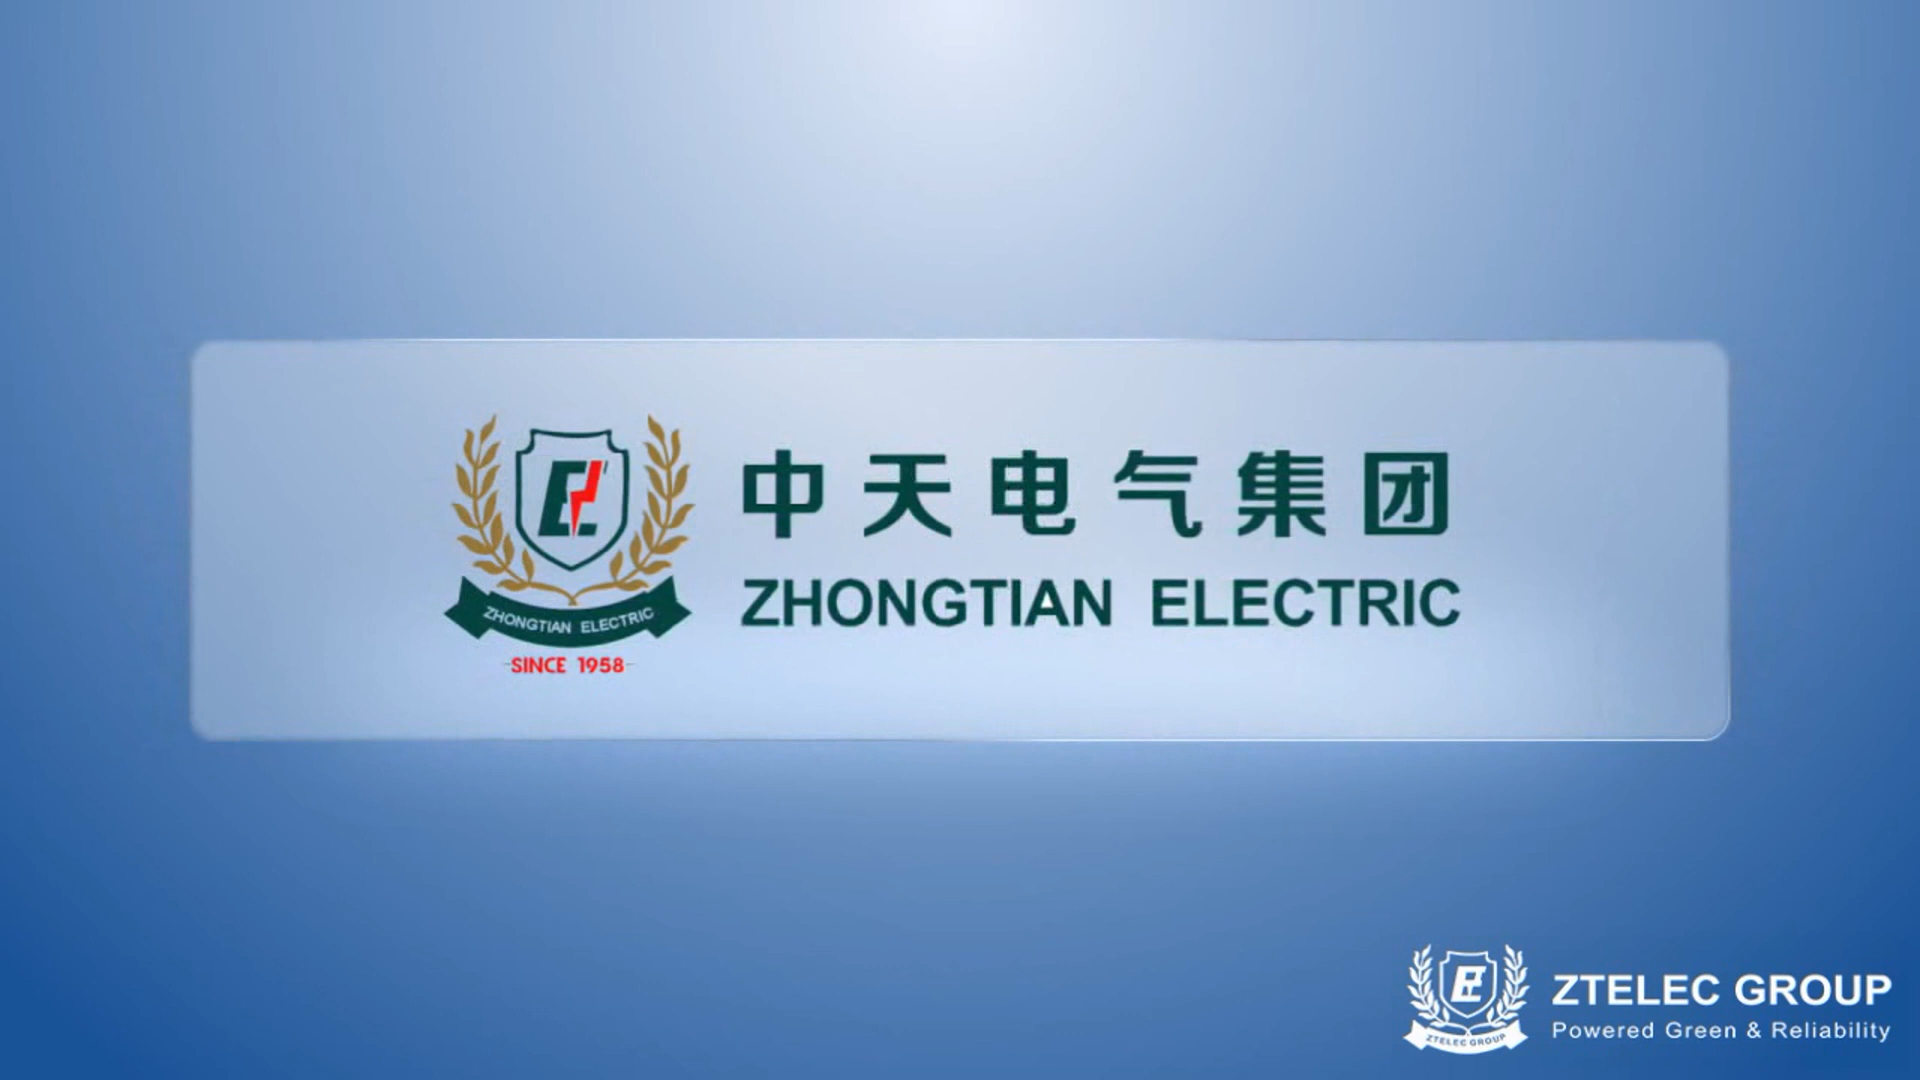 中天电气集团
ZHONGTIAN ELECTRIC
ZHONGTIAN ELECTRIC
SINCE 1958
ZTELEC GROUP
Powered Green & Reliability
ZTELEC GROUP